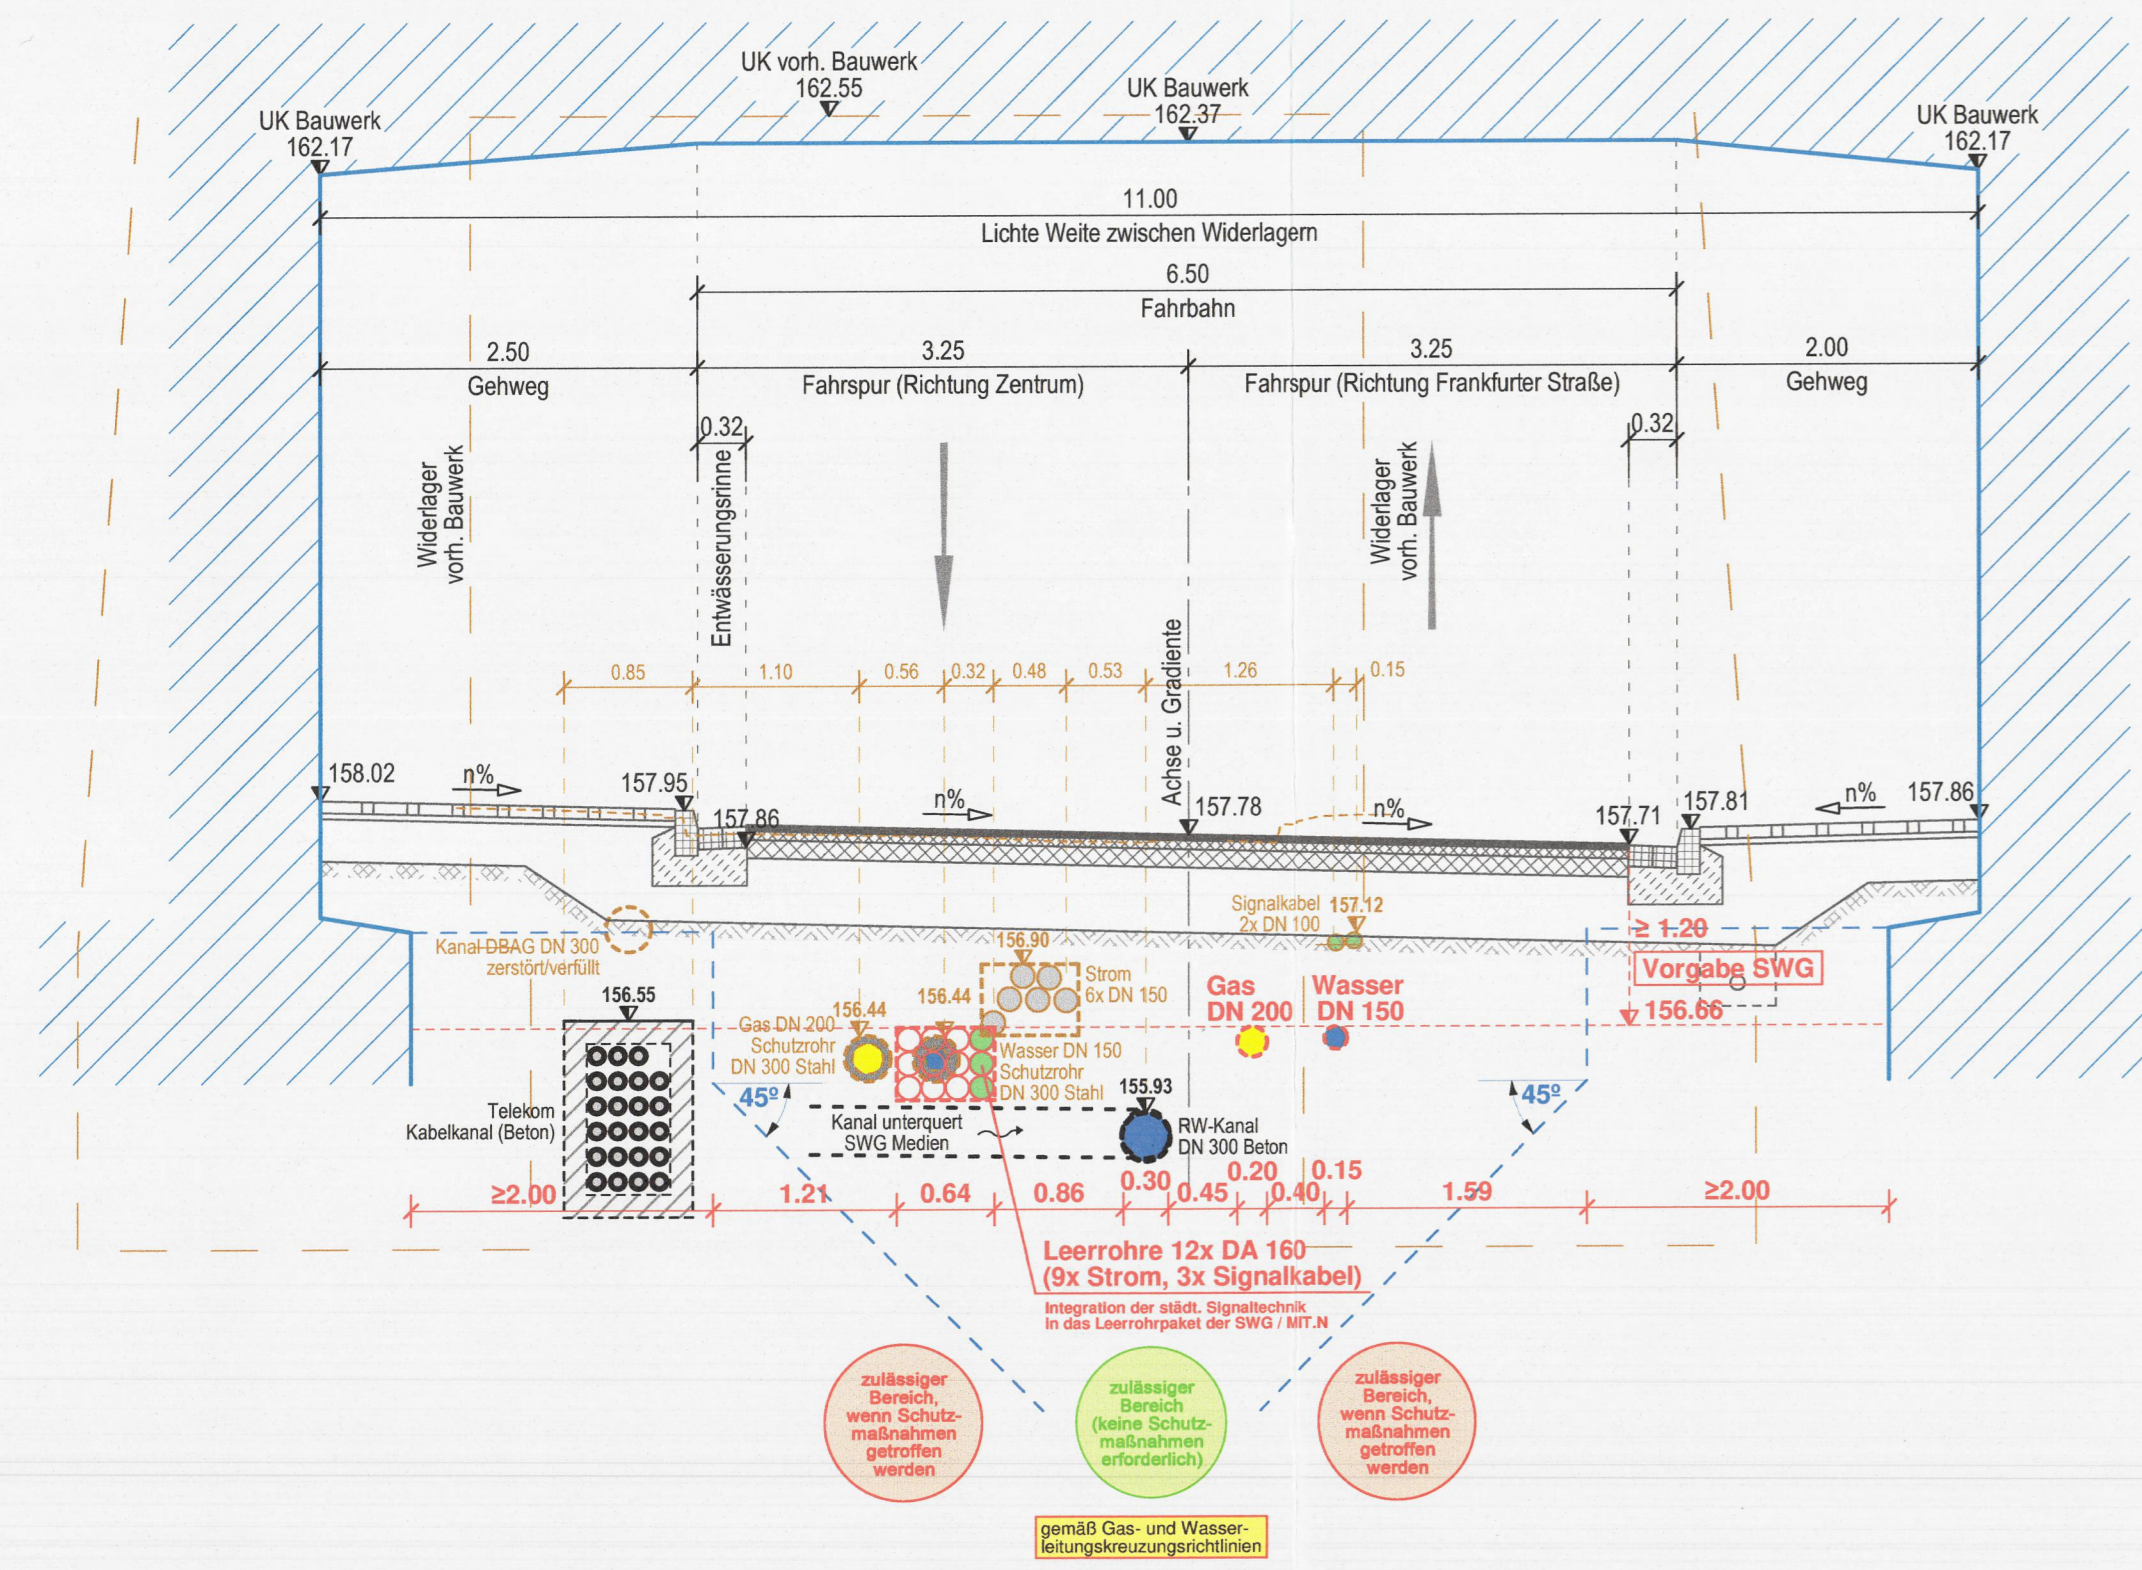 UK vorh. Bauwerk
162.55
UK Bauwerk
162.37
UK Bauwerk
162.17
UK Bauwerk
162.17
11.00
Lichte Weite zwischen Widerlagern
6.50
Fahrbahn
2.50
Gehweg
3.25
Fahrspur (Richtung Zentrum)
3.25
Fahrspur (Richtung Frankfurter Straße)
2.00
Gehweg
0.32
0.32
Widerlager
vorh. Bauwerk
Entwässerungsrinne
Widerlager
vorh. Bauwerk
Achse u. Gradiente
0.85
1.10
0.56
0.32
0.48
0.53
1.26
0.15
158.02
n%
157.95
157.86
n%
157.78
n%
157.71
157.81
n%
157.86
Signalkabel
2x DN 100
157.12
≥ 1.20
Vorgabe SWG
156.66
Kanal DBAG DN 300
zerstört/verfüllt
156.90
Strom
6x DN 150
156.55
156.44
156.44
Gas DN 200
Schutzrohr
DN 300 Stahl
Wasser DN 150
Schutzrohr
DN 300 Stahl
Gas
DN 200
Wasser
DN 150
45º
45º
155.93
Telekom
Kabelkanal (Beton)
Kanal unterquert
SWG Medien
RW-Kanal
DN 300 Beton
≥2.00
1.21
0.64
0.86
0.30
0.45
0.20
0.40
0.15
1.59
≥2.00
Leerrohre 12x DA 160
(9x Strom, 3x Signalkabel)
Integration der städt. Signaltechnik
in das Leerrohrpaket der SWG / MIT.N
zulässiger
Bereich,
wenn Schutz-
maßnahmen
getroffen
werden
zulässiger
Bereich
(keine Schutz-
maßnahmen
erforderlich)
zulässiger
Bereich,
wenn Schutz-
maßnahmen
getroffen
werden
gemäß Gas- und Wasser-
leitungskreuzungsrichtlinien